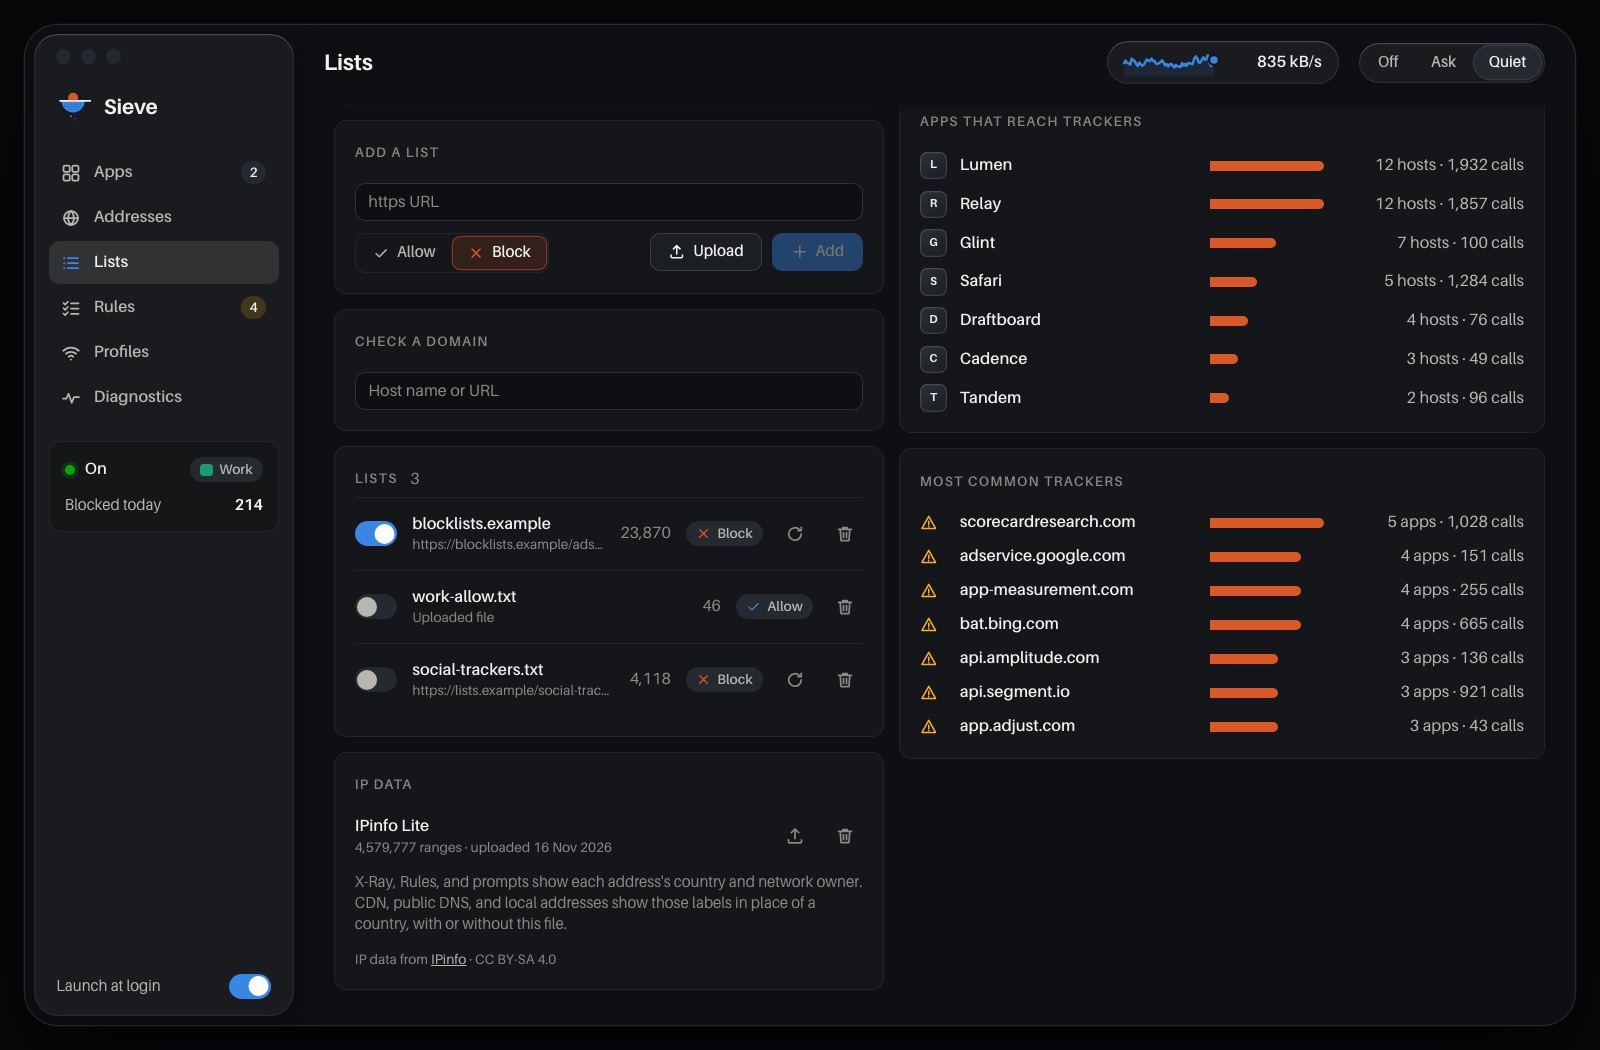 Sieve
Apps 2
Addresses
Lists
Rules 4
Profiles
Diagnostics
On Work
Blocked today 214
Launch at login
Lists
835 kB/s
Off Ask Quiet
ADD A LIST
https URL
Allow Block Upload Add
CHECK A DOMAIN
Host name or URL
LISTS 3
blocklists.example
https://blocklists.example/ads...
23,870 Block
work-allow.txt
Uploaded file
46 Allow
social-trackers.txt
https://lists.example/social-trac...
4,118 Block
IP DATA
IPinfo Lite
4,579,777 ranges · uploaded 16 Nov 2026
X-Ray, Rules, and prompts show each address's country and network owner.
CDN, public DNS, and local addresses show those labels in place of a
country, with or without this file.
IP data from IPinfo · CC BY-SA 4.0
APPS THAT REACH TRACKERS
L Lumen 12 hosts · 1,932 calls
R Relay 12 hosts · 1,857 calls
G Glint 7 hosts · 100 calls
S Safari 5 hosts · 1,284 calls
D Draftboard 4 hosts · 76 calls
C Cadence 3 hosts · 49 calls
T Tandem 2 hosts · 96 calls
MOST COMMON TRACKERS
scorecardresearch.com 5 apps · 1,028 calls
adservice.google.com 4 apps · 151 calls
app-measurement.com 4 apps · 255 calls
bat.bing.com 4 apps · 665 calls
api.amplitude.com 3 apps · 136 calls
api.segment.io 3 apps · 921 calls
app.adjust.com 3 apps · 43 calls